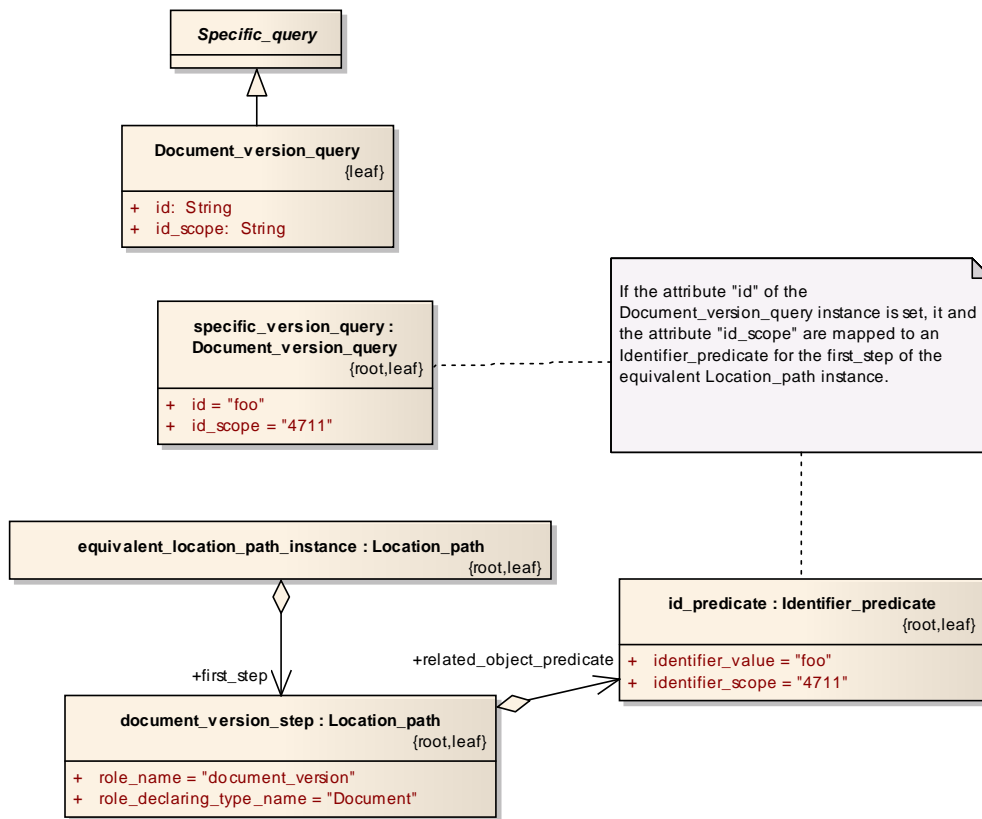 Specific_query
Document_version_query
{leaf}
+ id: String
+ id_scope: String
specific_version_query :
Document_version_query
{root,leaf}
+ id = "foo"
+ id_scope = "4711"
If the attribute "id" of the
Document_version_query instance is set, it and
the attribute "id_scope" are mapped to an
Identifier_predicate for the first_step of the
equivalent Location_path instance.
equivalent_location_path_instance : Location_path
{root,leaf}
id_predicate : Identifier_predicate
{root,leaf}
+ identifier_value = "foo"
+ identifier_scope = "4711"
+related_object_predicate
+first_step
document_version_step : Location_path
{root,leaf}
+ role_name = "document_version"
+ role_declaring_type_name = "Document"